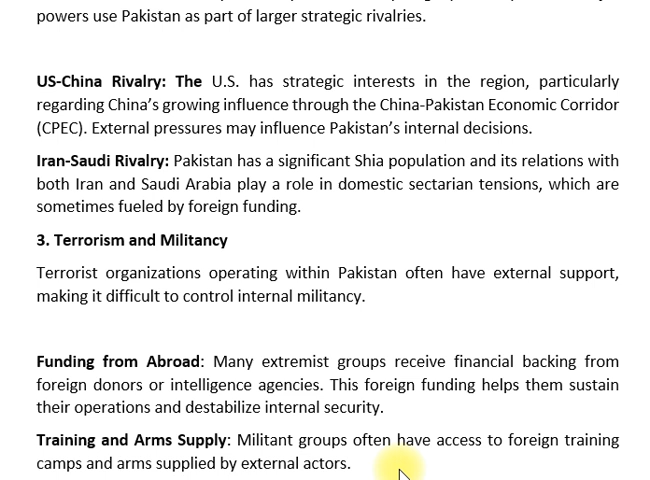 powers use Pakistan as part of larger strategic rivalries.
US-China Rivalry: The U.S. has strategic interests in the region, particularly
regarding China's growing influence through the China-Pakistan Economic Corridor
(CPEC). External pressures may influence Pakistan's internal decisions.
Iran-Saudi Rivalry: Pakistan has a significant Shia population and its relations with
both Iran and Saudi Arabia play a role in domestic sectarian tensions, which are
sometimes fueled by foreign funding.
3. Terrorism and Militancy
Terrorist organizations operating within Pakistan often have external support,
making it difficult to control internal militancy.
Funding from Abroad: Many extremist groups receive financial backing from
foreign donors or intelligence agencies. This foreign funding helps them sustain
their operations and destabilize internal security.
Training and Arms Supply: Militant groups often have access to foreign training
camps and arms supplied by external actors.